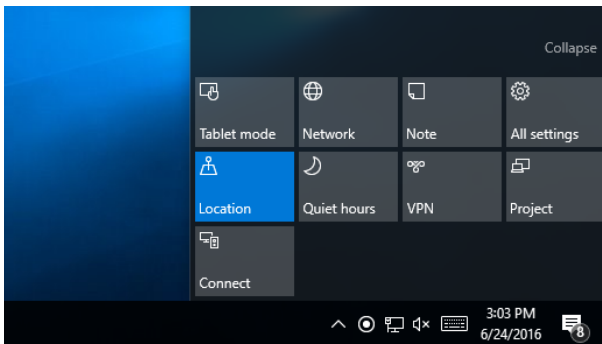 Collapse
Tablet mode Network Note All settings
Location Quiet hours VPN Project
Connect
3:03 PM
6/24/2016
8